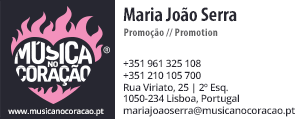 MÚSICA
NO
CORAÇÃO
®
www.musicanocoracao.pt
Maria João Serra
Promoção // Promotion
+351 961 325 108
+351 210 105 700
Rua Viriato, 25 | 2º Esq.
1050-234 Lisboa, Portugal
mariajoaoserra@musicanocoracao.pt